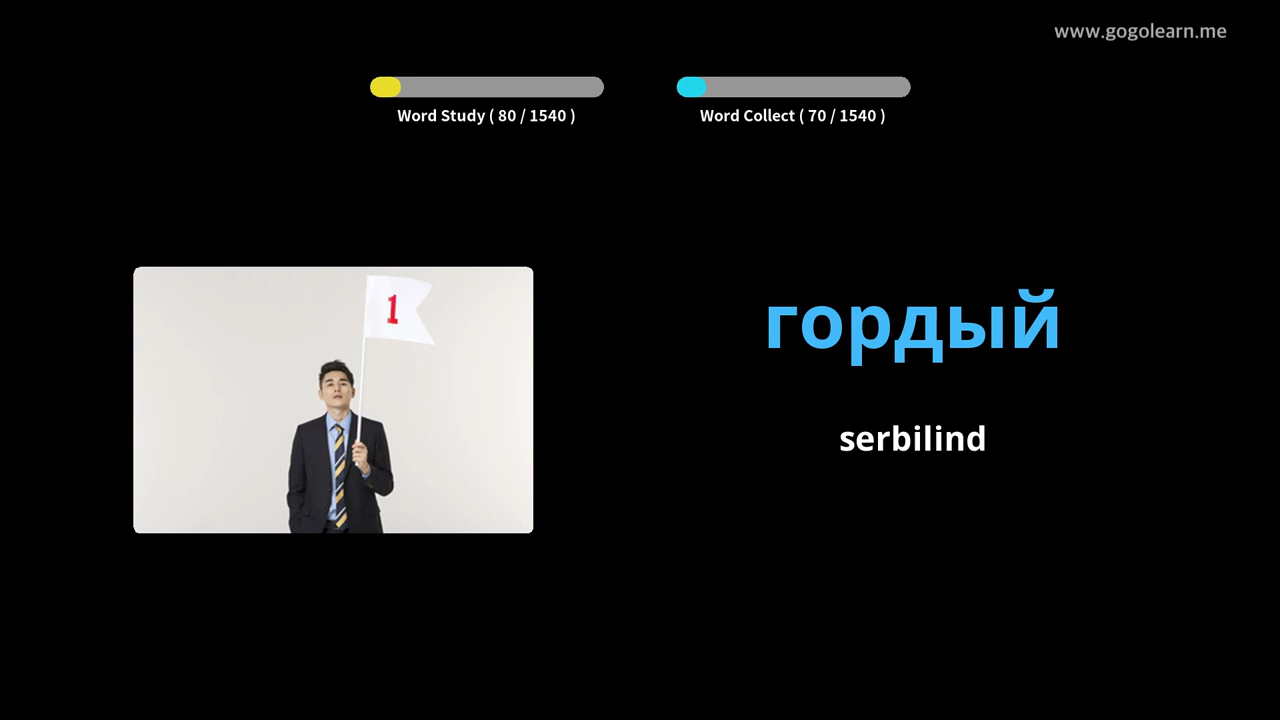 www.gogolearn.me
Word Study ( 80 / 1540 )
Word Collect ( 70 / 1540 )
1
гордый
serbilind